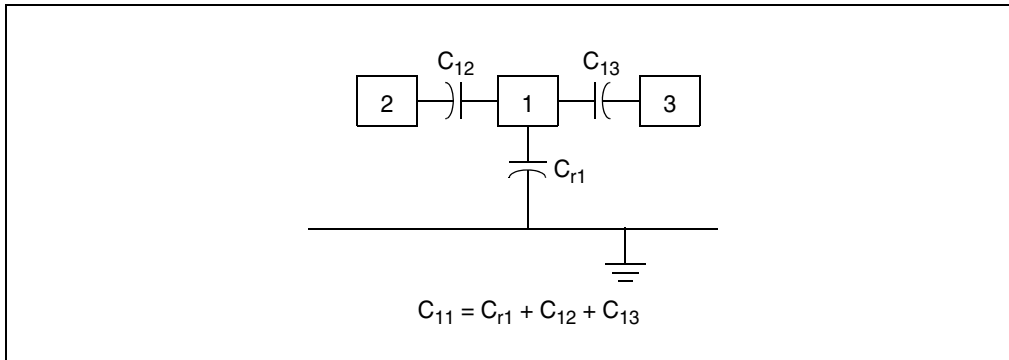 C₁₂ C₁₃
2 1 3
Cᵣ₁
C₁₁ = Cᵣ₁ + C₁₂ + C₁₃